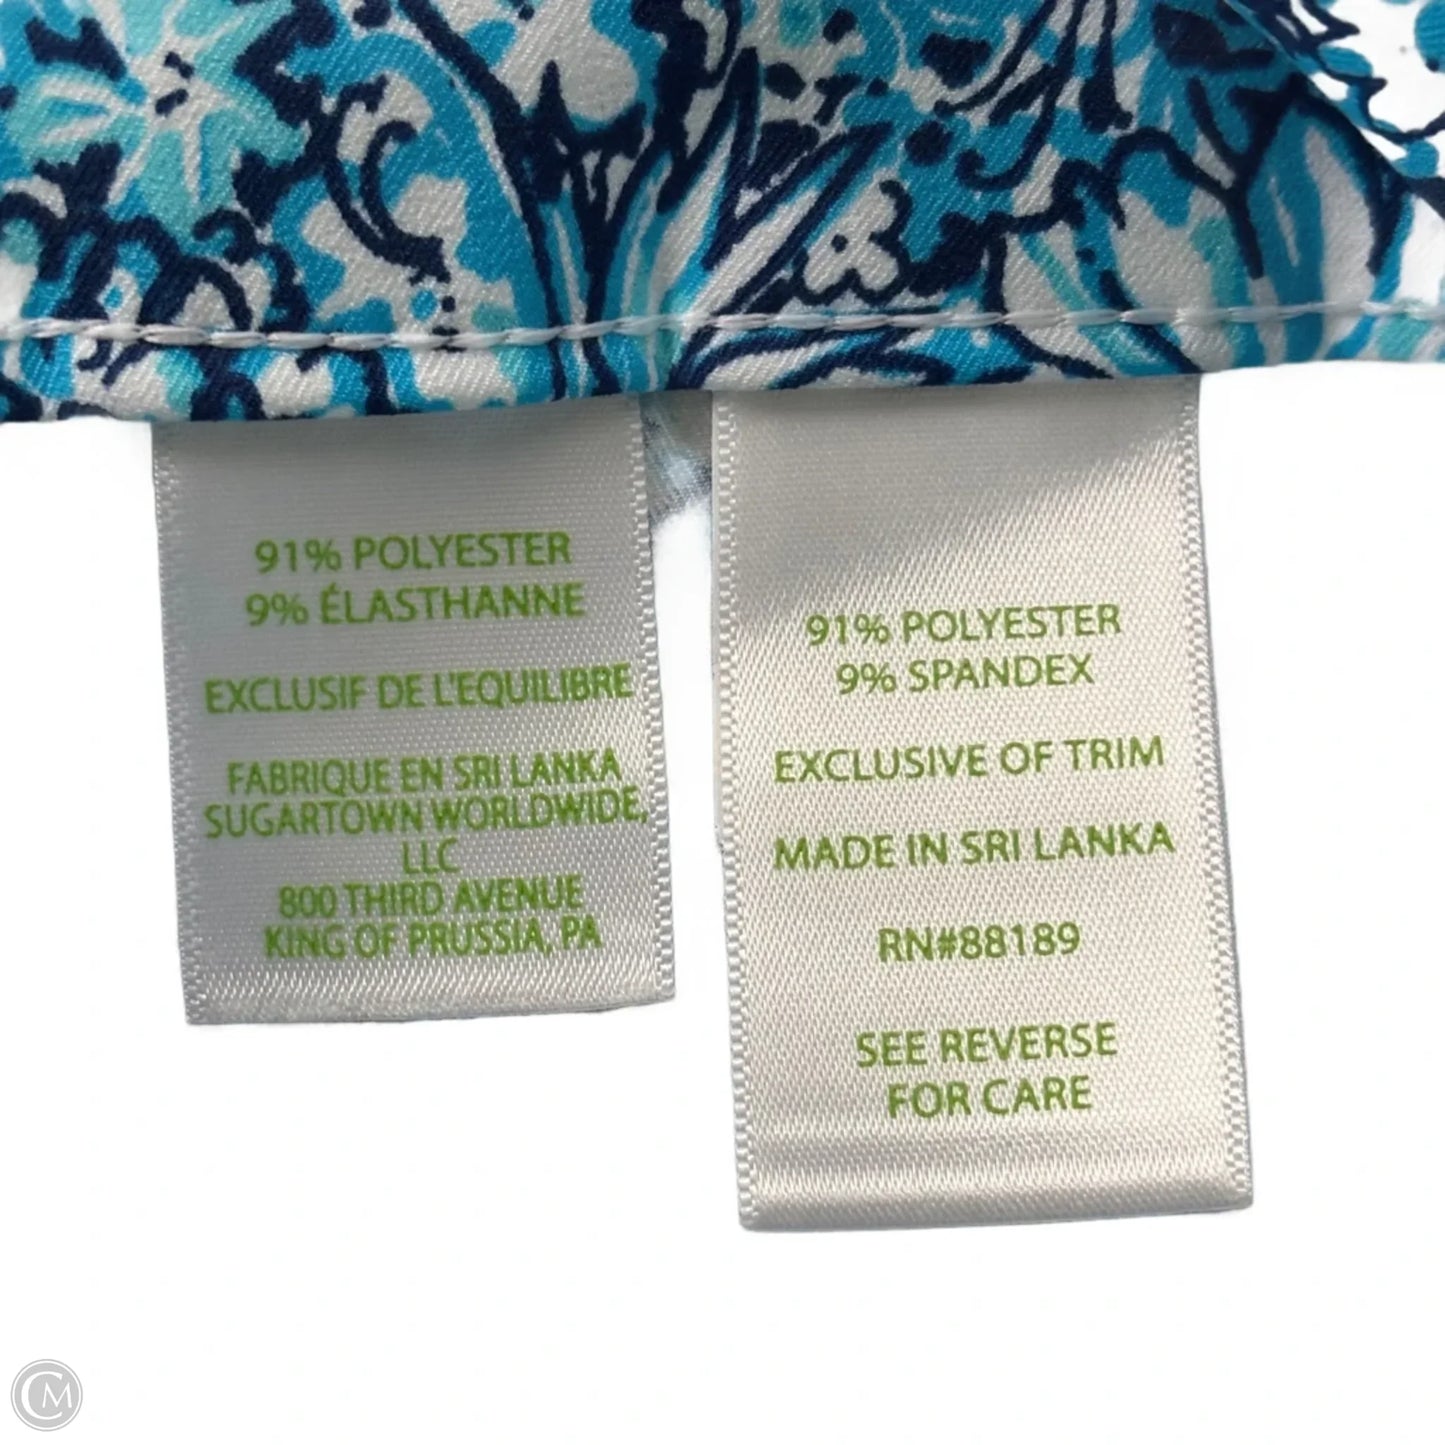 91% POLYESTER
9% ÉLASTHANNE
EXCLUSIF DE L'EQUILIBRE
FABRIQUE EN SRI LANKA
SUGARTOWN WORLDWIDE,
LLC
800 THIRD AVENUE
KING OF PRUSSIA, PA
91% POLYESTER
9% SPANDEX
EXCLUSIVE OF TRIM
MADE IN SRI LANKA
RN#88189
SEE REVERSE
FOR CARE
CM